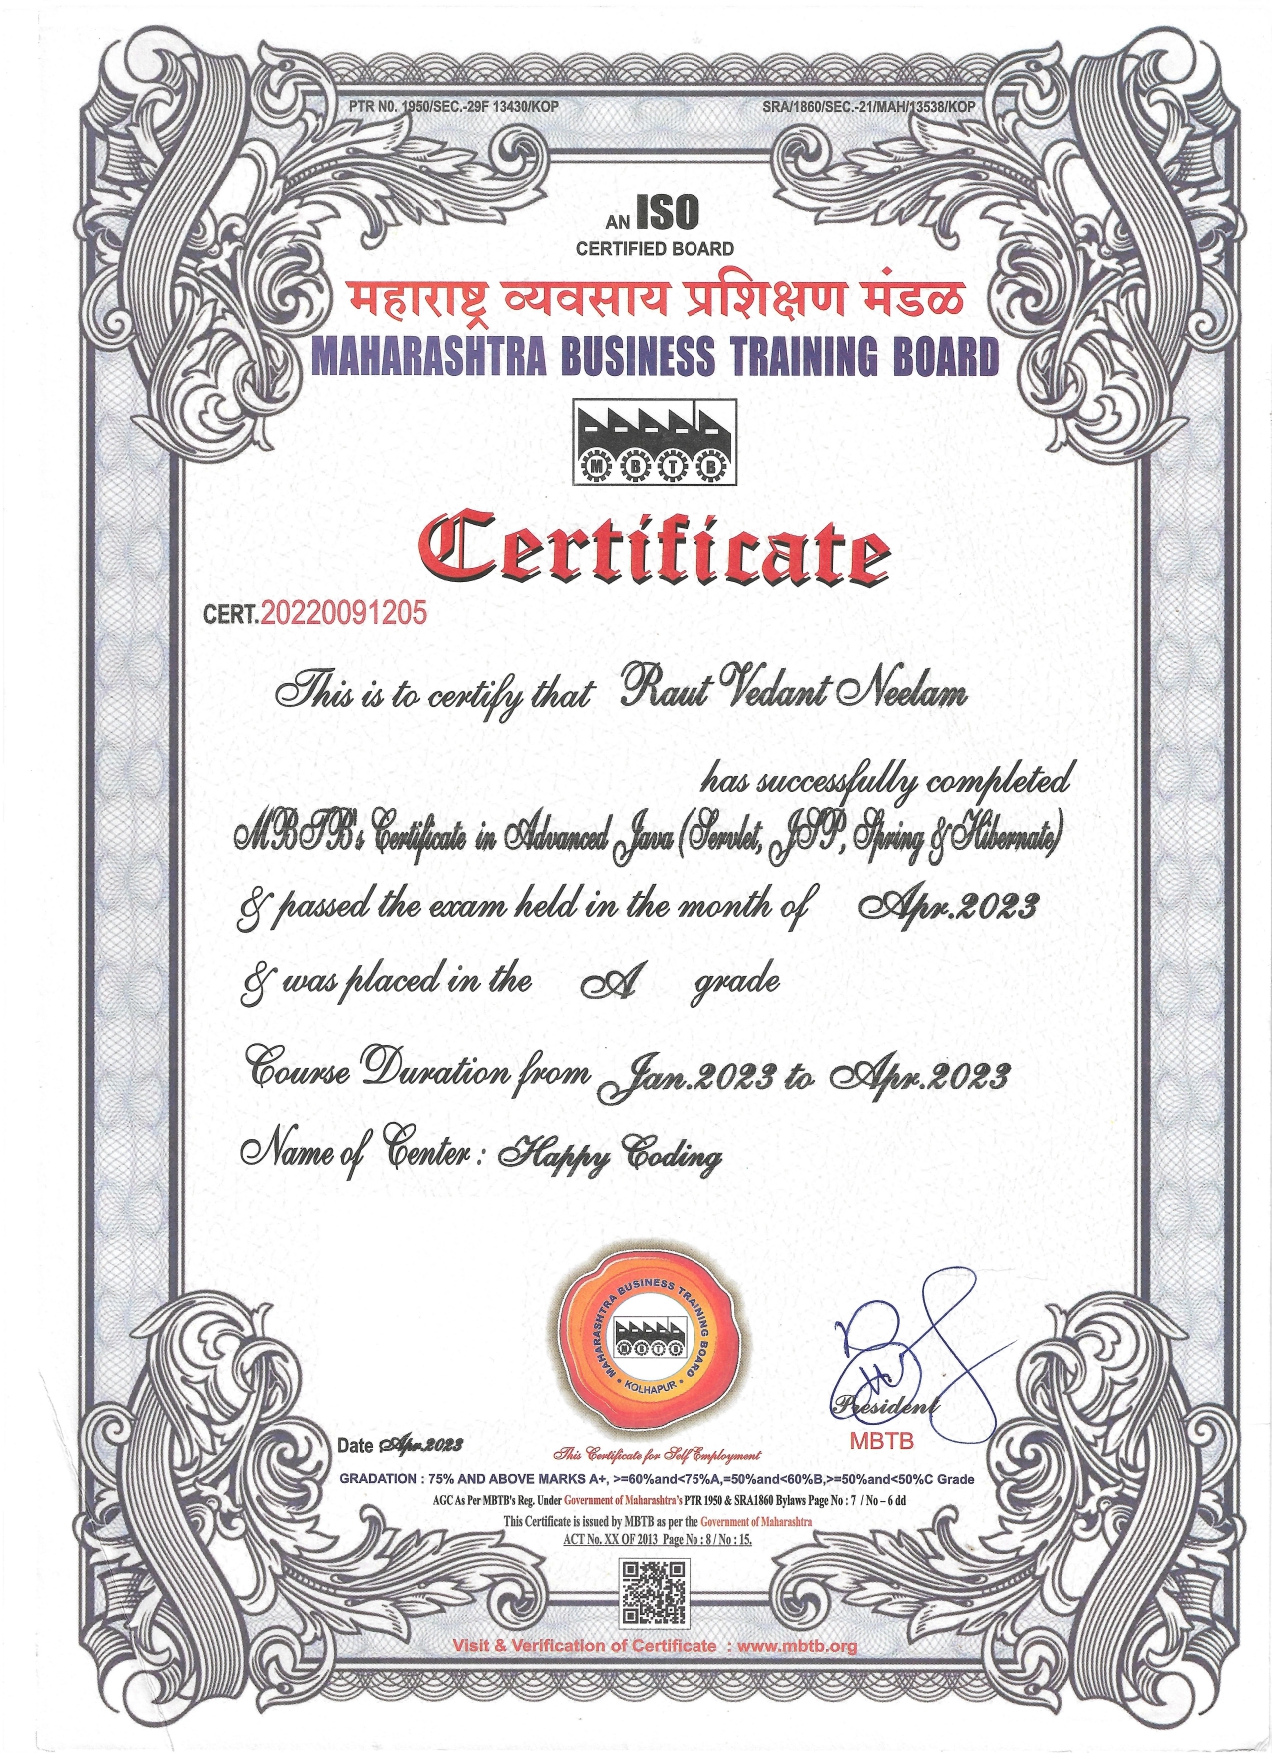 PTR N0. 1950/SEC.-29F 13430/KOP
SRA/1860/SEC.-21/MAH/13538/KOP
AN ISO
CERTIFIED BOARD
महाराष्ट्र व्यवसाय प्रशिक्षण मंडळ
MAHARASHTRA BUSINESS TRAINING BOARD
M B T B
Certificate
CERT.20220091205
This is to certify that Raut Vedant Neelam
has successfully completed
MBTB's Certificate in Advanced Java (Servlet, JSP, Spring & Hibernate)
& passed the exam held in the month of Apr.2023
& was placed in the A grade
Course Duration from Jan.2023 to Apr.2023
Name of Center : Happy Coding
MAHARASHTRA BUSINESS TRAINING BOARD
M B T B
• KOLHAPUR •
President
MBTB
Date : Apr.2023
This Certificate for Self Employment
GRADATION : 75% AND ABOVE MARKS A+, >=60%and<75%A,=50%and<60%B,>=50%and<50%C Grade
AGC As Per MBTB's Reg. Under Government of Maharashtra's PTR 1950 & SRA1860 Bylaws Page No : 7 / No – 6 dd
This Certificate is issued by MBTB as per the Government of Maharashtra
ACT No. XX OF 2013 Page No : 8 / No : 15.
Visit & Verification of Certificate : www.mbtb.org